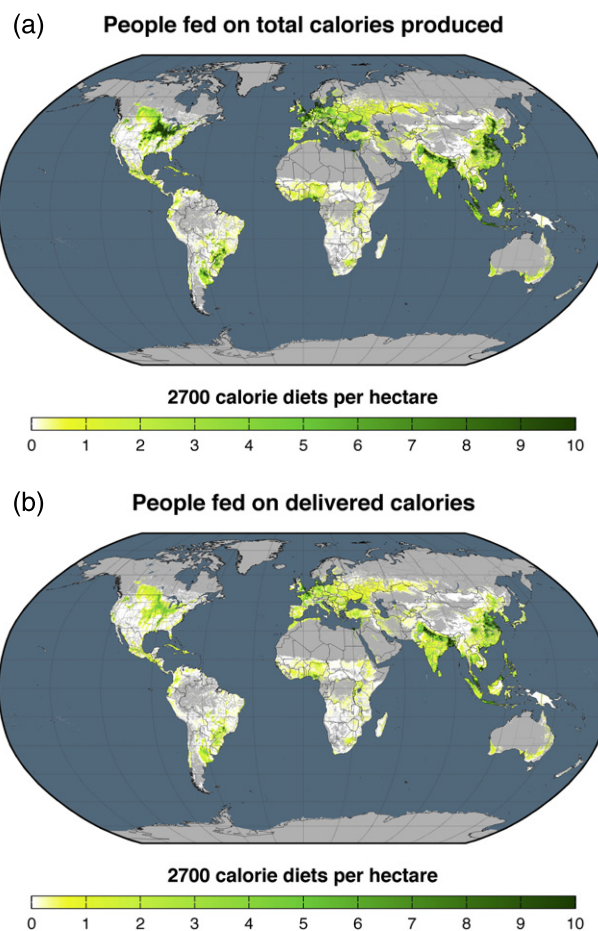 (a) People fed on total calories produced
2700 calorie diets per hectare
0 1 2 3 4 5 6 7 8 9 10
(b) People fed on delivered calories
2700 calorie diets per hectare
0 1 2 3 4 5 6 7 8 9 10